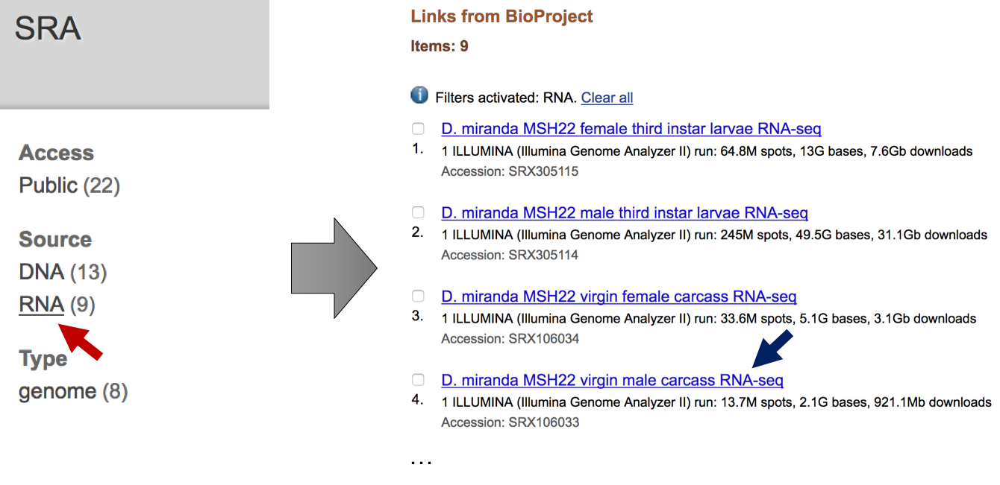 SRA
Access
Public (22)
Source
DNA (13)
RNA (9)
Type
genome (8)
Links from BioProject
Items: 9
i Filters activated: RNA. Clear all
D. miranda MSH22 female third instar larvae RNA-seq
1. 1 ILLUMINA (Illumina Genome Analyzer II) run: 64.8M spots, 13G bases, 7.6Gb downloads
Accession: SRX305115
D. miranda MSH22 male third instar larvae RNA-seq
2. 1 ILLUMINA (Illumina Genome Analyzer II) run: 245M spots, 49.5G bases, 31.1Gb downloads
Accession: SRX305114
D. miranda MSH22 virgin female carcass RNA-seq
3. 1 ILLUMINA (Illumina Genome Analyzer II) run: 33.6M spots, 5.1G bases, 3.1Gb downloads
Accession: SRX106034
D. miranda MSH22 virgin male carcass RNA-seq
4. 1 ILLUMINA (Illumina Genome Analyzer II) run: 13.7M spots, 2.1G bases, 921.1Mb downloads
Accession: SRX106033
...